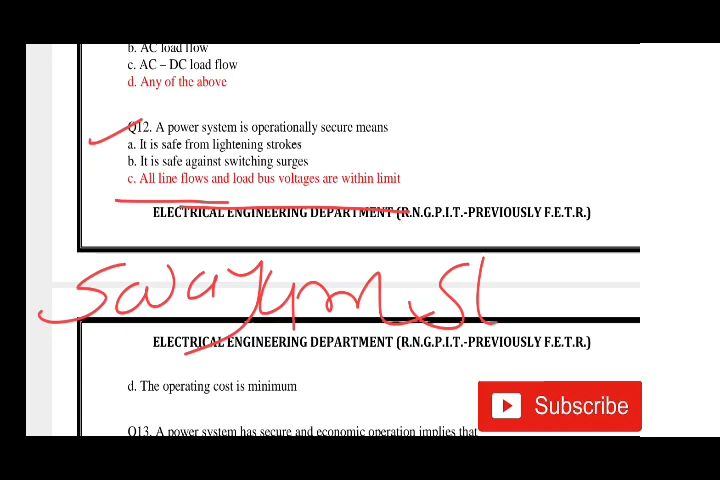 b. AC load flow
c. AC – DC load flow
d. Any of the above
Q12. A power system is operationally secure means
a. It is safe from lightening strokes
b. It is safe against switching surges
c. All line flows and load bus voltages are within limit
ELECTRICAL ENGINEERING DEPARTMENT (R.N.G.P.I.T.-PREVIOUSLY F.E.T.R.)
ELECTRICAL ENGINEERING DEPARTMENT (R.N.G.P.I.T.-PREVIOUSLY F.E.T.R.)
d. The operating cost is minimum
Subscribe
Q13. A power system has secure and economic operation implies that